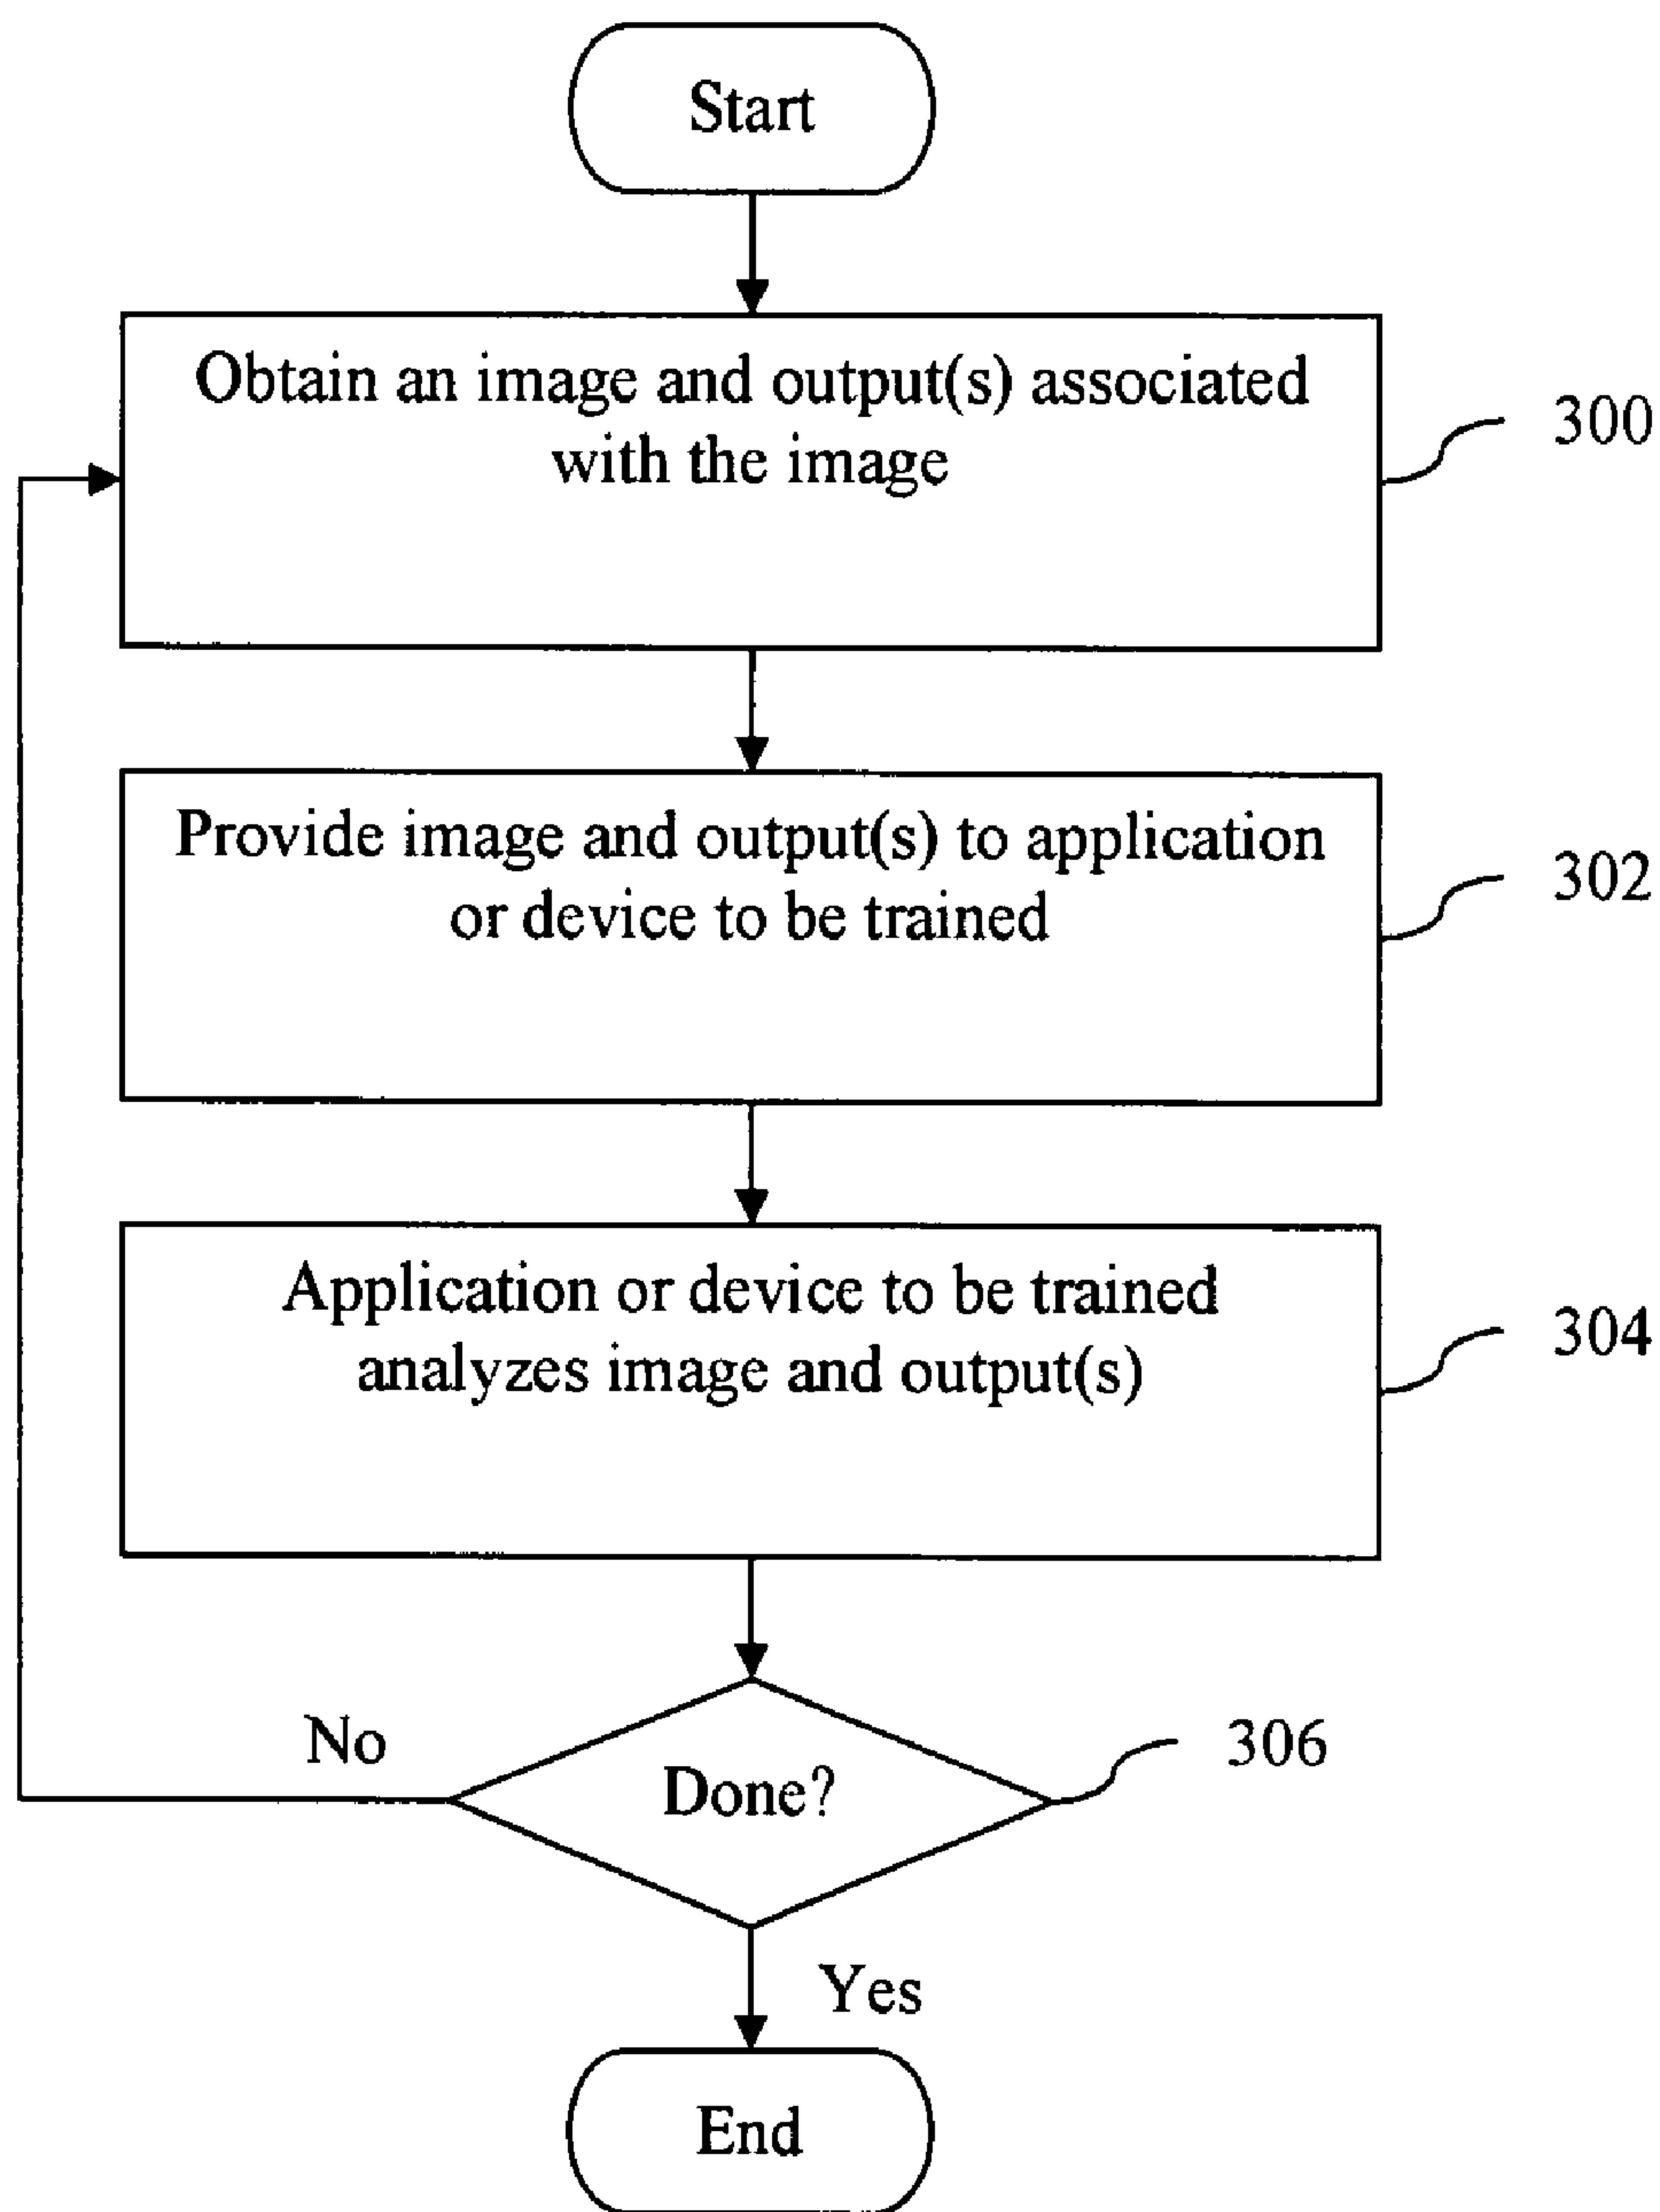 Start
Obtain an image and output(s) associated
with the image
300
Provide image and output(s) to application
or device to be trained
302
Application or device to be trained
analyzes image and output(s)
304
No
Done?
306
Yes
End